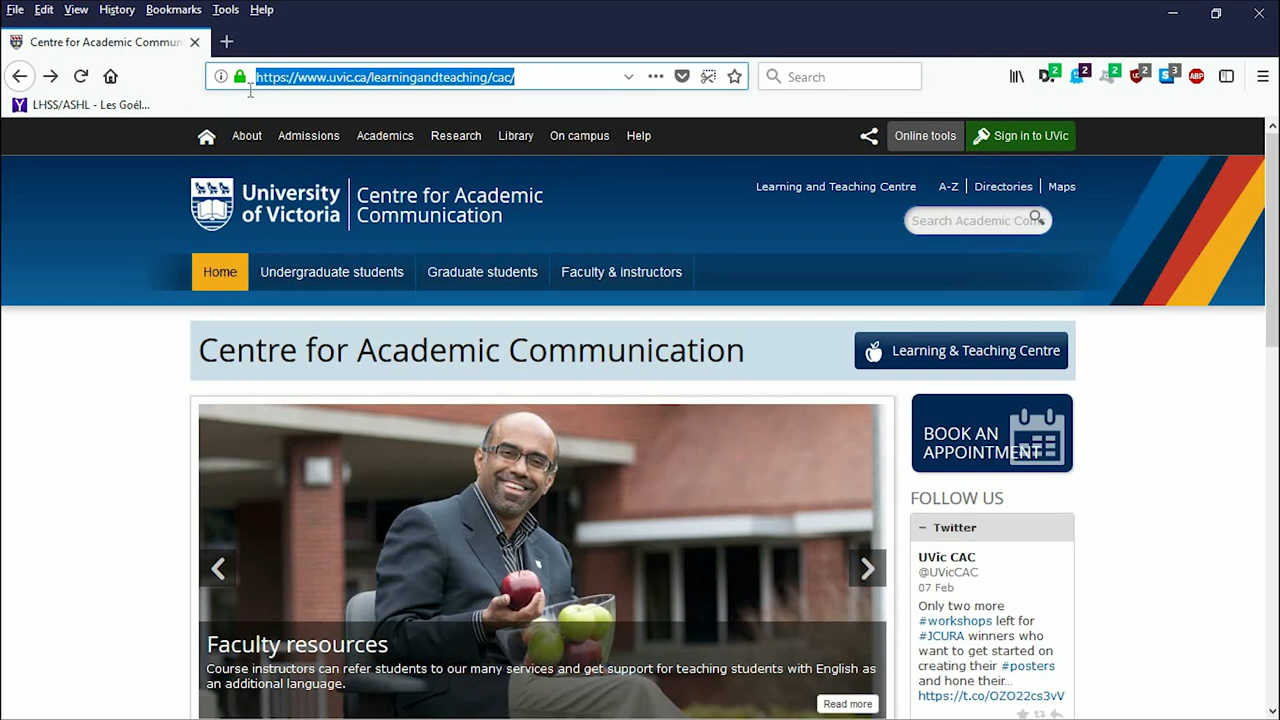 File Edit View History Bookmarks Tools Help
Centre for Academic Commun
https://www.uvic.ca/learningandteaching/cac/
Search
2 2 2 2 3
LHSS/ASHL - Les Goél...
About Admissions Academics Research Library On campus Help
Online tools
Sign in to UVic
University
of Victoria
Centre for Academic
Communication
Learning and Teaching Centre A-Z Directories Maps
Search Academic Com
Home Undergraduate students Graduate students Faculty & instructors
Centre for Academic Communication
Learning & Teaching Centre
BOOK AN
APPOINTMENT
FOLLOW US
Twitter
UVic CAC
@UVicCAC
07 Feb
Only two more
#workshops left for
#JCURA winners who
want to get started on
creating their #posters
and hone their...
https://t.co/OZO22cs3vV
Faculty resources
Course instructors can refer students to our many services and get support for teaching students with English as
an additional language.
Read more